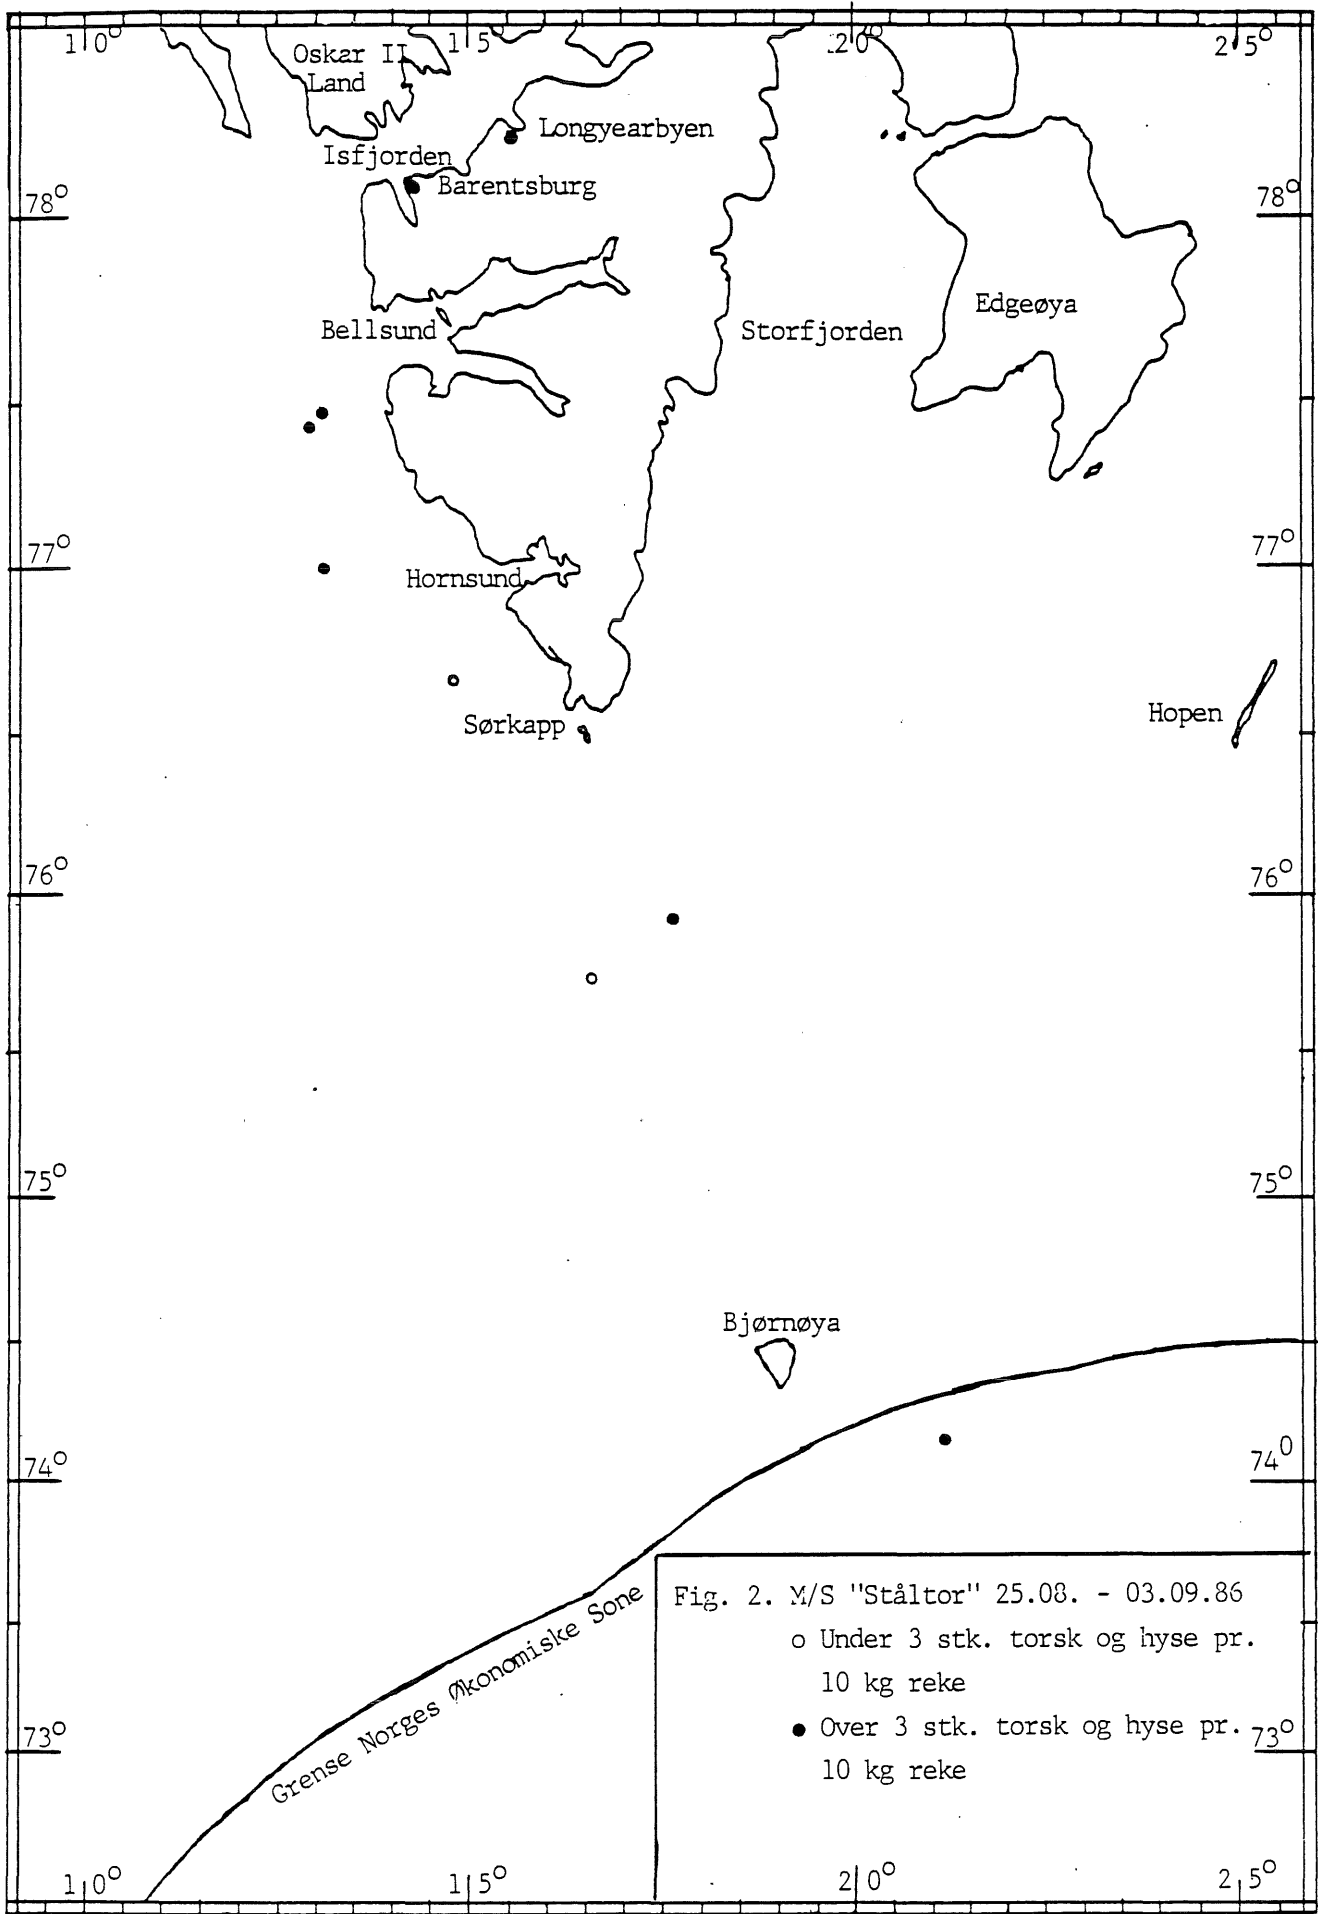 10° 15° 20° 25°
Oskar II
Land
Longyearbyen
Isfjorden
Barentsburg
78° 78°
Edgeøya
Bellsund
Storfjorden
77° 77°
Hornsund
Hopen
Sørkapp
76° 76°
75° 75°
Bjørnøya
74° 74°
Grense Norges Økonomiske Sone
Fig. 2. M/S "Ståltor" 25.08. - 03.09.86
o Under 3 stk. torsk og hyse pr.
10 kg reke
● Over 3 stk. torsk og hyse pr.
10 kg reke
73° 73°
10° 15° 20° 25°